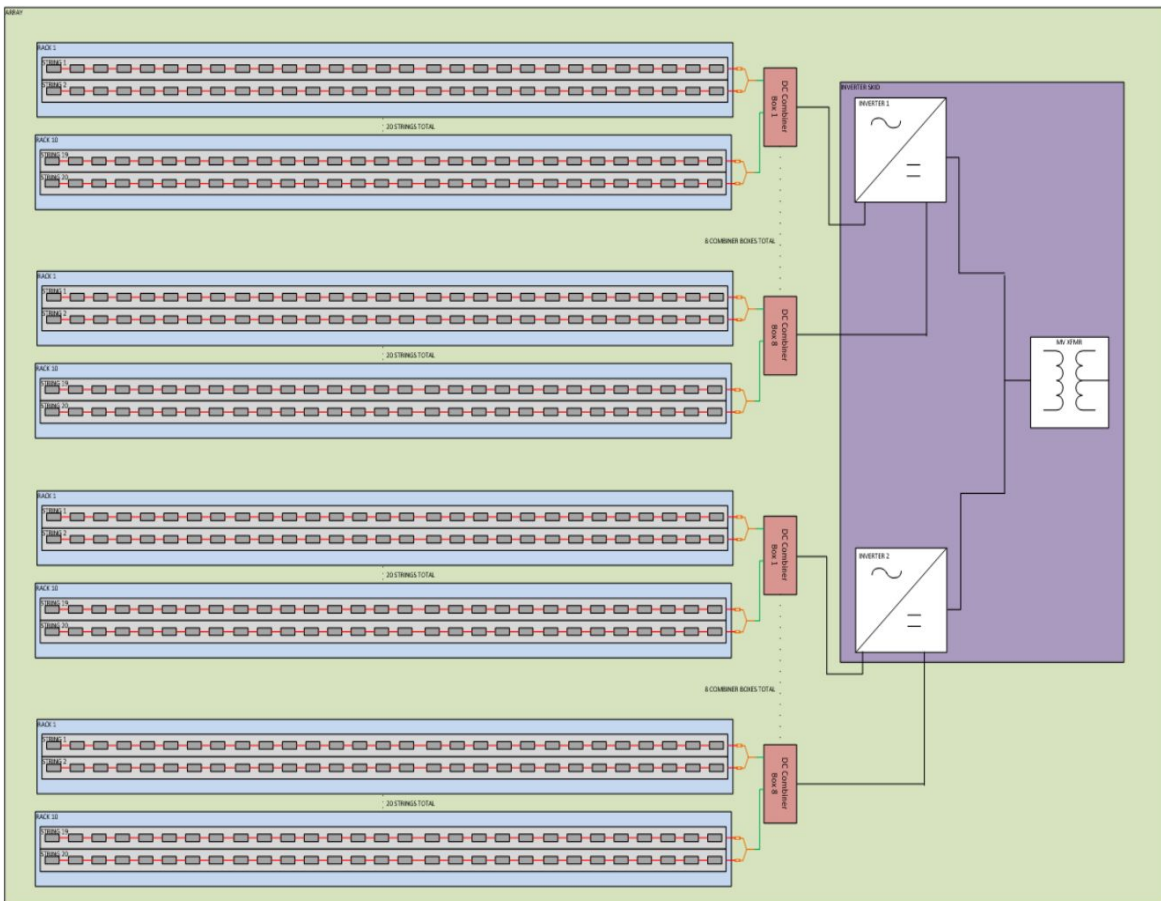 ARRAY
RACK 1
STRING 1
STRING 2
20 STRINGS TOTAL
RACK 10
STRING 19
STRING 20
DC Combiner
Box 1
8 COMBINER BOXES TOTAL
RACK 1
STRING 1
STRING 2
20 STRINGS TOTAL
RACK 10
STRING 19
STRING 20
DC Combiner
Box 8
INVERTER SKID
INVERTER 1
MV XFMR
RACK 1
STRING 1
STRING 2
20 STRINGS TOTAL
RACK 10
STRING 19
STRING 20
DC Combiner
Box 1
INVERTER 2
8 COMBINER BOXES TOTAL
RACK 1
STRING 1
STRING 2
20 STRINGS TOTAL
RACK 10
STRING 19
STRING 20
DC Combiner
Box 8